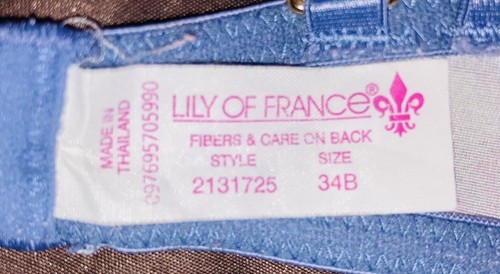 LILY OF FRANCE®
FIBERS & CARE ON BACK
STYLE SIZE
2131725 34B
MADE IN
THAILAND
097695705990